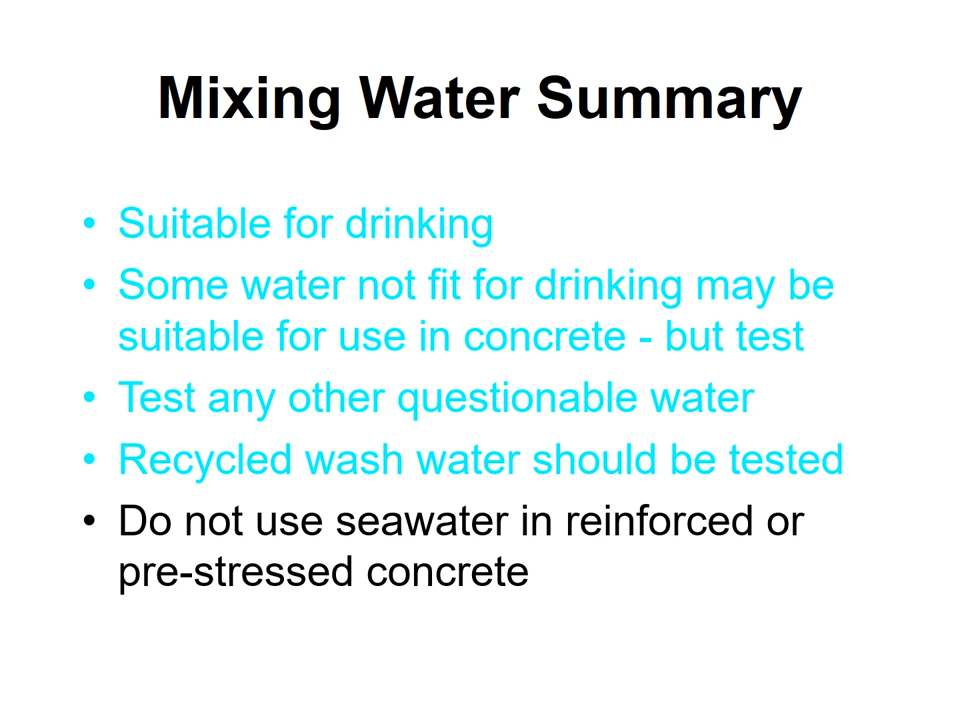 Mixing Water Summary
• Suitable for drinking
• Some water not fit for drinking may be
suitable for use in concrete - but test
• Test any other questionable water
• Recycled wash water should be tested
• Do not use seawater in reinforced or
pre-stressed concrete